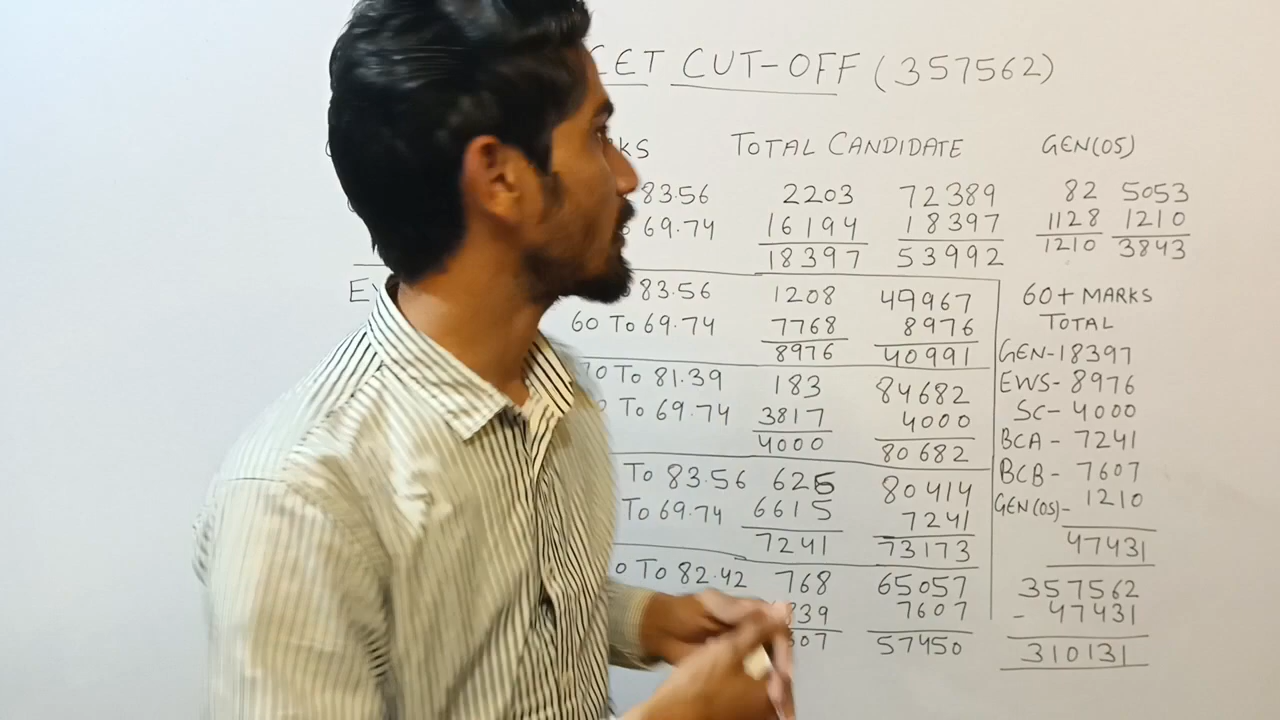 CET CUT-OFF (357562)
TOTAL CANDIDATE GEN(OS)
83.56 2203 72389 82 5053
69.74 16194 18397 1128 1210
18397 53992 1210 3843
83.56 1208 49967
60 TO 69.74 7768 8976
8976 40991
TO 81.39 183 84682
TO 69.74 3817 4000
4000 80682
TO 83.56 625 80414
TO 69.74 6615 7241
7241 73173
TO 82.42 768 65057
7607
57450
60+ MARKS
TOTAL
GEN-18397
EWS- 8976
SC- 4000
BCA- 7241
BCB- 7607
GEN(OS)- 1210
47431
357562
- 47431
310131